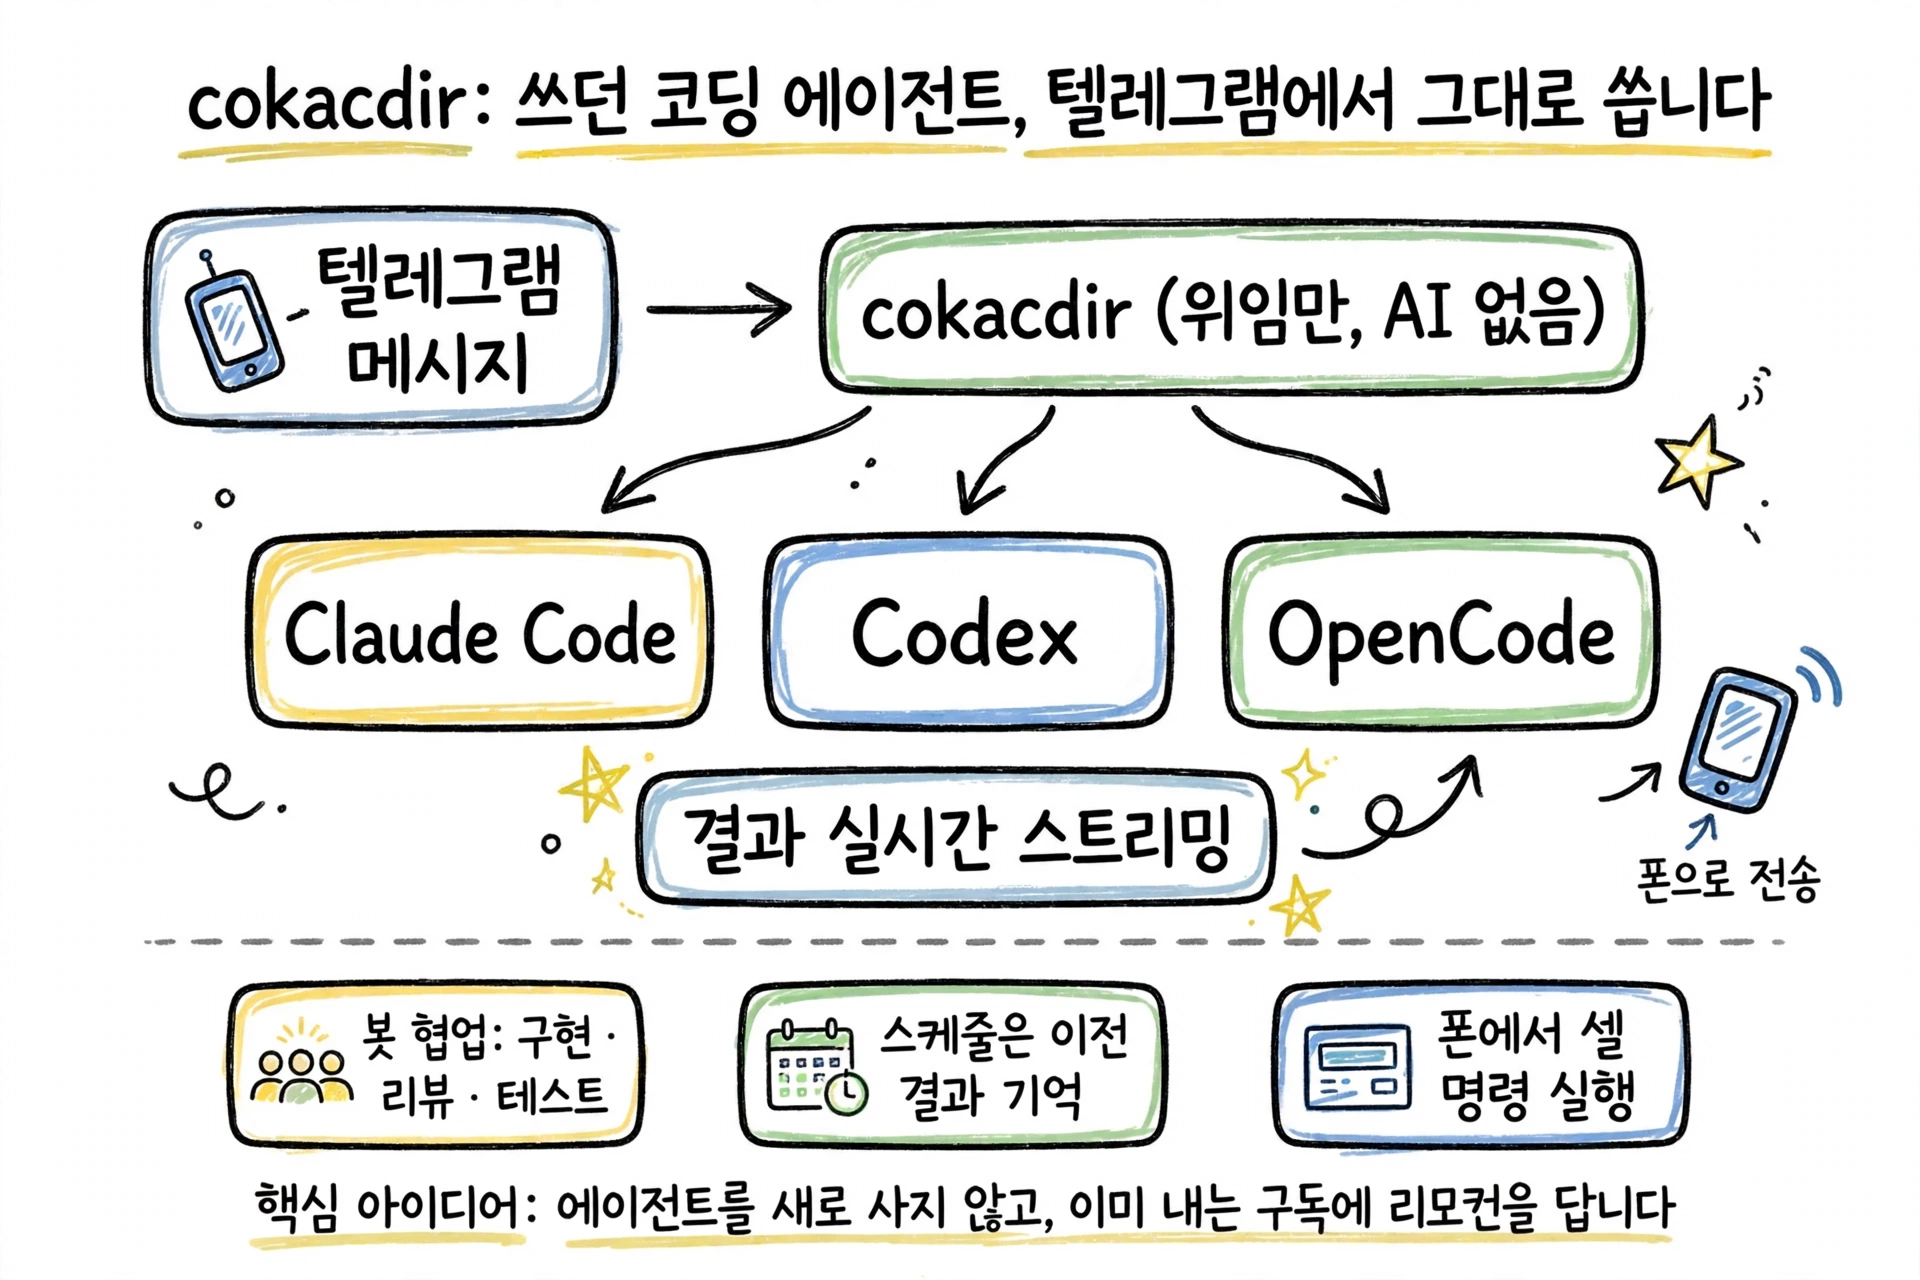 cokacdir: 쓰던 코딩 에이전트, 텔레그램에서 그대로 씁니다
텔레그램
메시지
cokacdir (위임만, AI 없음)
Claude Code
Codex
OpenCode
결과 실시간 스트리밍
폰으로 전송
봇 협업: 구현 ·
리뷰 · 테스트
스케줄은 이전
결과 기억
폰에서 셸
명령 실행
핵심 아이디어: 에이전트를 새로 사지 않고, 이미 내는 구독에 리모컨을 답니다